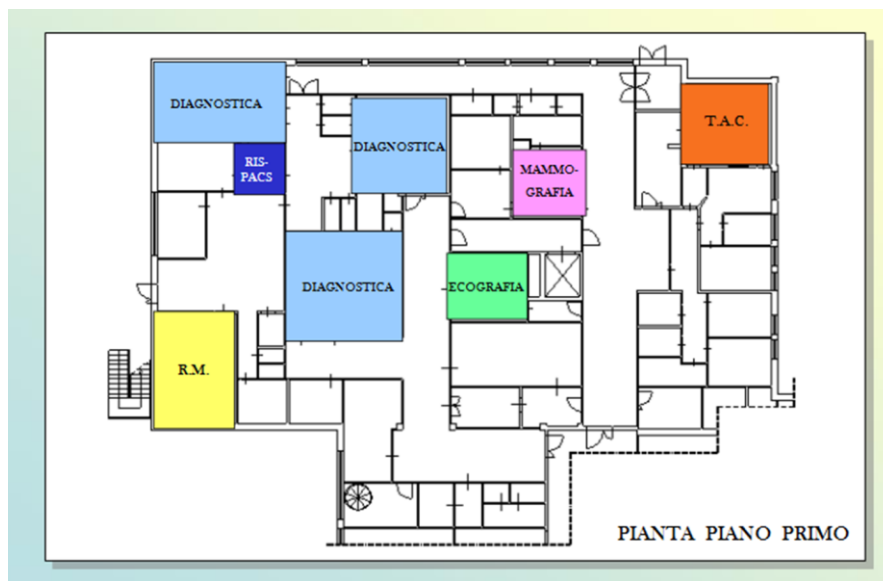 DIAGNOSTICA
T.A.C.
DIAGNOSTICA
RIS-
PACS
MAMMO-
GRAFIA
DIAGNOSTICA
ECOGRAFIA
R.M.
PIANTA PIANO PRIMO